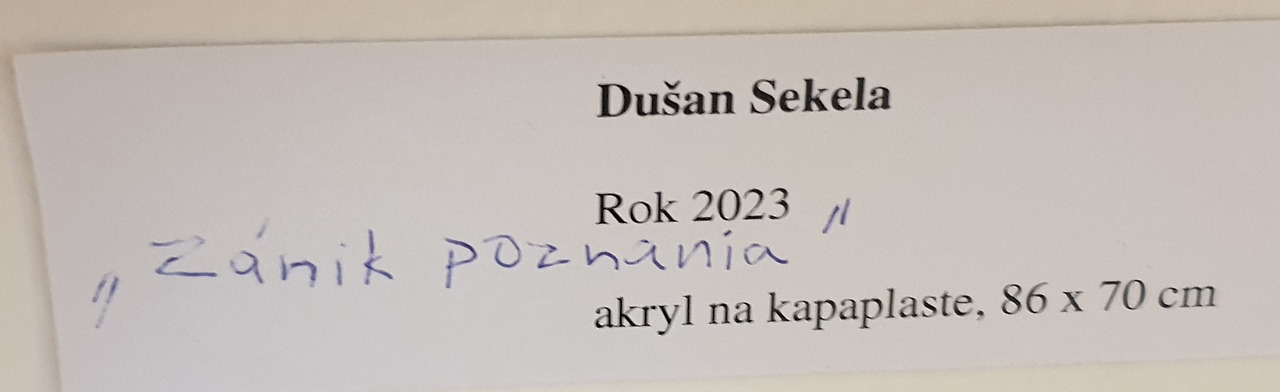 Dušan Sekela
Rok 2023
„Zánik poznania"
akryl na kapaplaste, 86 x 70 cm